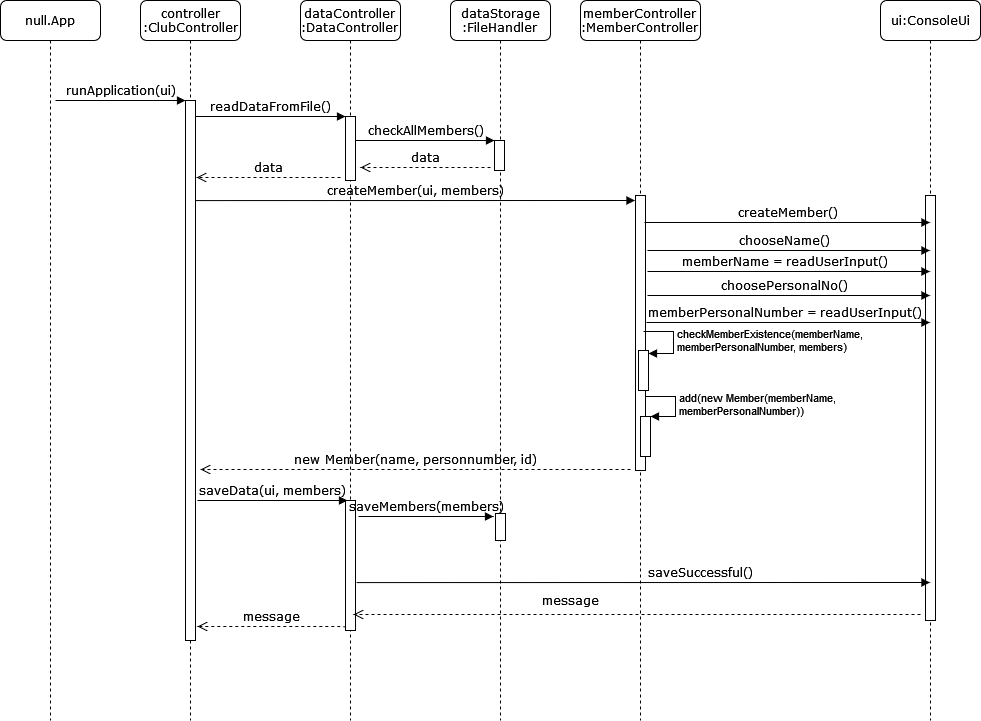 null.App
controller
:ClubController
dataController
:DataController
dataStorage
:FileHandler
memberController
:MemberController
ui:ConsoleUi
runApplication(ui)
readDataFromFile()
checkAllMembers()
data
data
createMember(ui, members)
createMember()
chooseName()
memberName = readUserInput()
choosePersonalNo()
memberPersonalNumber = readUserInput()
checkMemberExistence(memberName,
memberPersonalNumber, members)
add(new Member(memberName,
memberPersonalNumber))
new Member(name, personnumber, id)
saveData(ui, members)
saveMembers(members)
saveSuccessful()
message
message